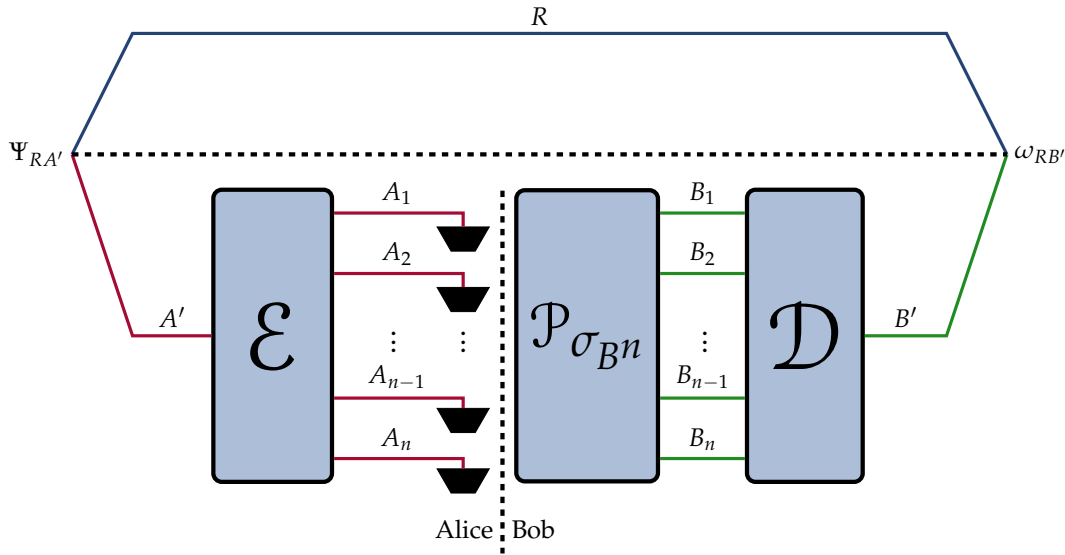 R
Ψ_{RA′} ω_{RB′}
A_1 B_1
A_2 B_2
A′ ℰ ⋮ ⋮ 𝒫_{σ_{B^n}} ⋮ 𝒟 B′
A_{n−1} B_{n−1}
A_n B_n
Alice Bob